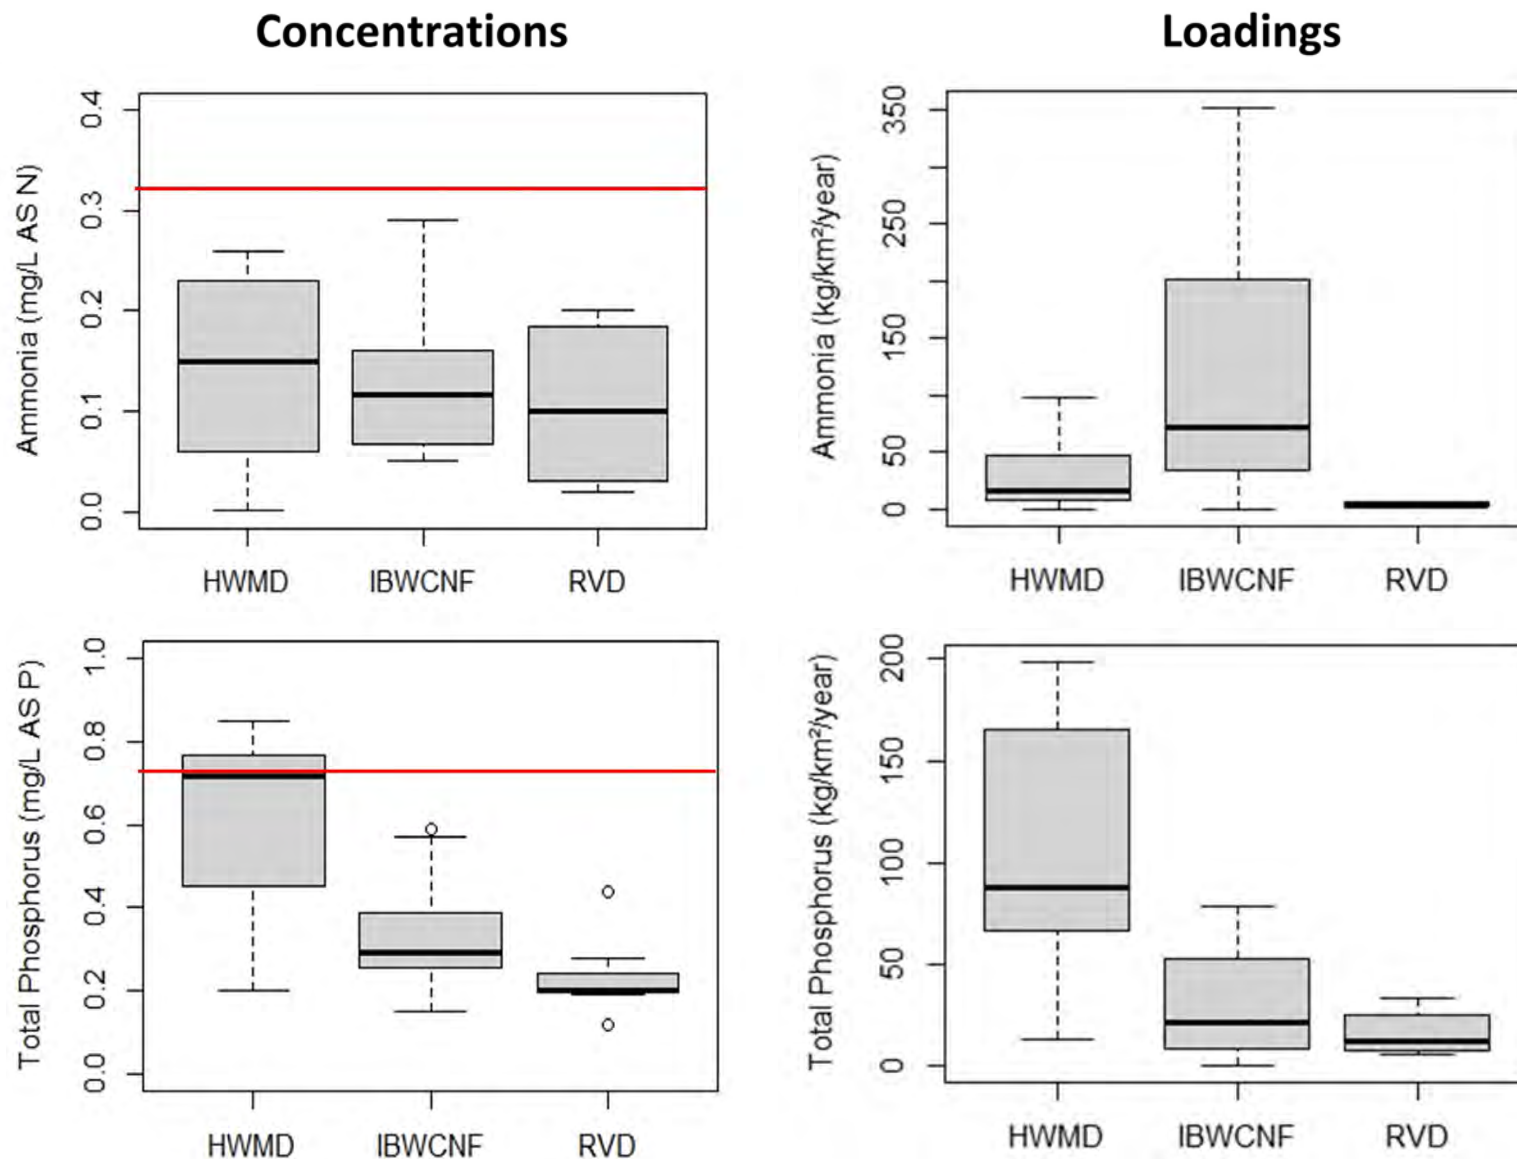 Concentrations
Loadings
Ammonia (mg/L AS N)
0.4
0.3
0.2
0.1
0.0
HWMD IBWCNF RVD
Ammonia (kg/km²/year)
350
250
150
50
0
HWMD IBWCNF RVD
Total Phosphorus (mg/L AS P)
1.0
0.8
0.6
0.4
0.2
0.0
HWMD IBWCNF RVD
Total Phosphorus (kg/km²/year)
200
150
100
50
0
HWMD IBWCNF RVD